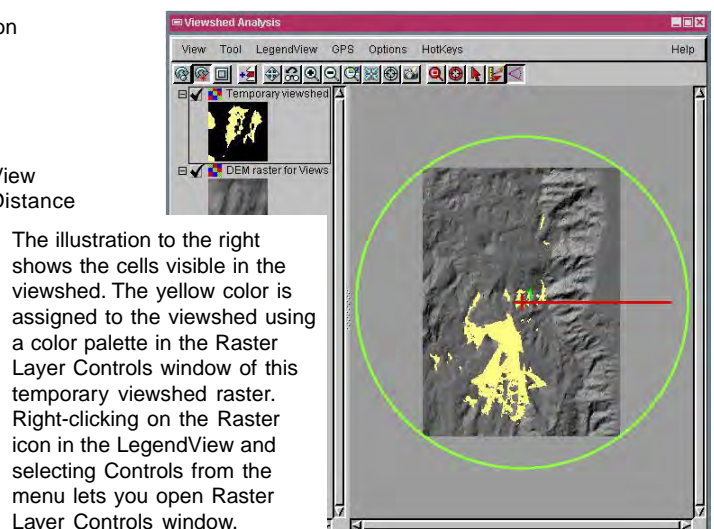 on
View
Distance
The illustration to the right
shows the cells visible in the
viewshed. The yellow color is
assigned to the viewshed using
a color palette in the Raster
Layer Controls window of this
temporary viewshed raster.
Right-clicking on the Raster
icon in the LegendView and
selecting Controls from the
menu lets you open Raster
Layer Controls window.
Viewshed Analysis
View Tool LegendView GPS Options HotKeys Help
Temporary viewshed
DEM raster for Views